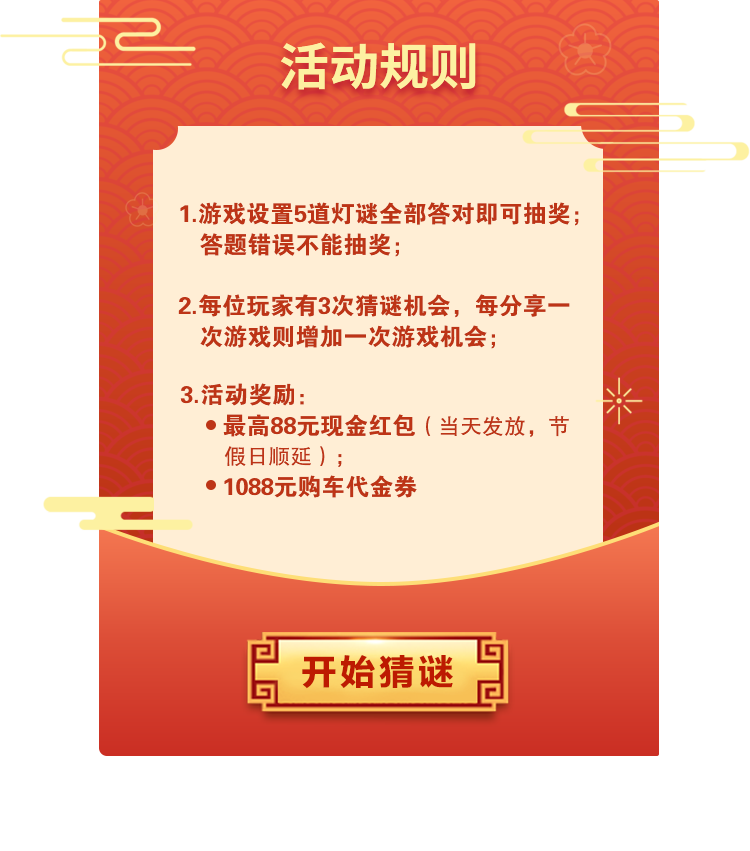 活动规则
1.游戏设置5道灯谜全部答对即可抽奖；
答题错误不能抽奖；
2.每位玩家有3次猜谜机会，每分享一
次游戏则增加一次游戏机会；
3.活动奖励：
●最高88元现金红包（当天发放，节
假日顺延）；
●1088元购车代金券
开始猜谜